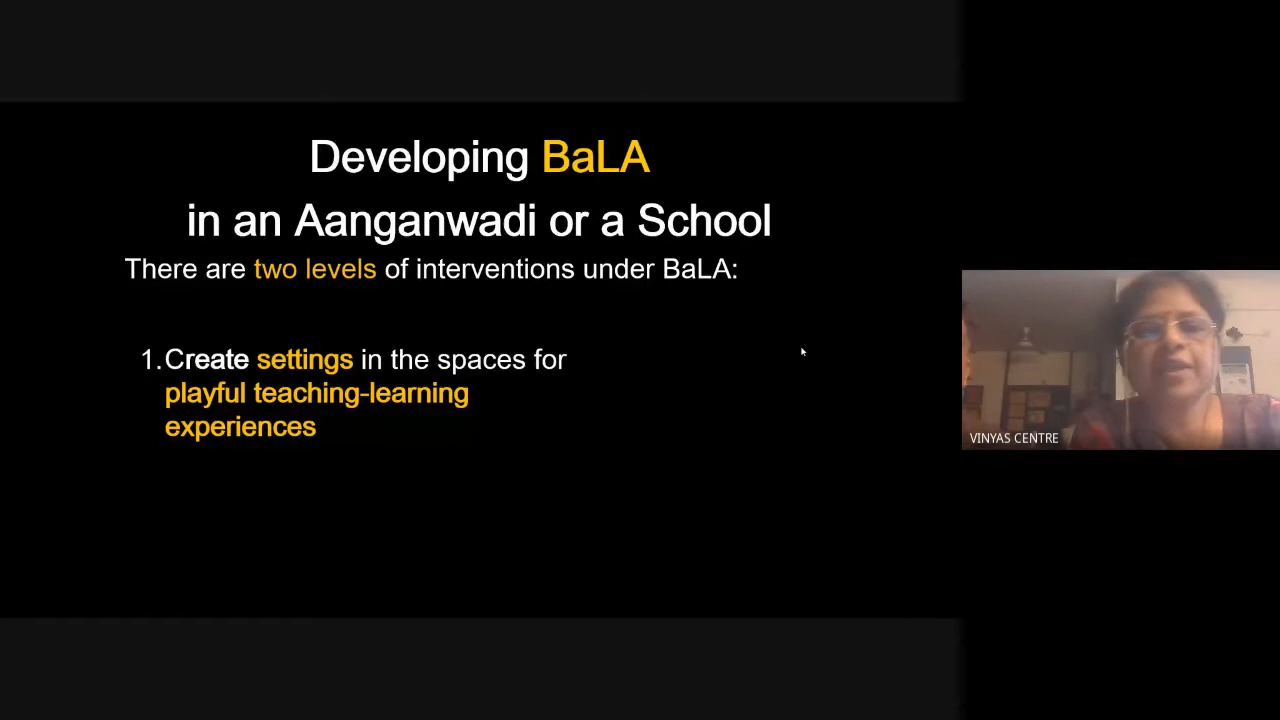 Developing BaLA
in an Aanganwadi or a School
There are two levels of interventions under BaLA:
1.Create settings in the spaces for
playful teaching-learning
experiences
VINYAS CENTRE